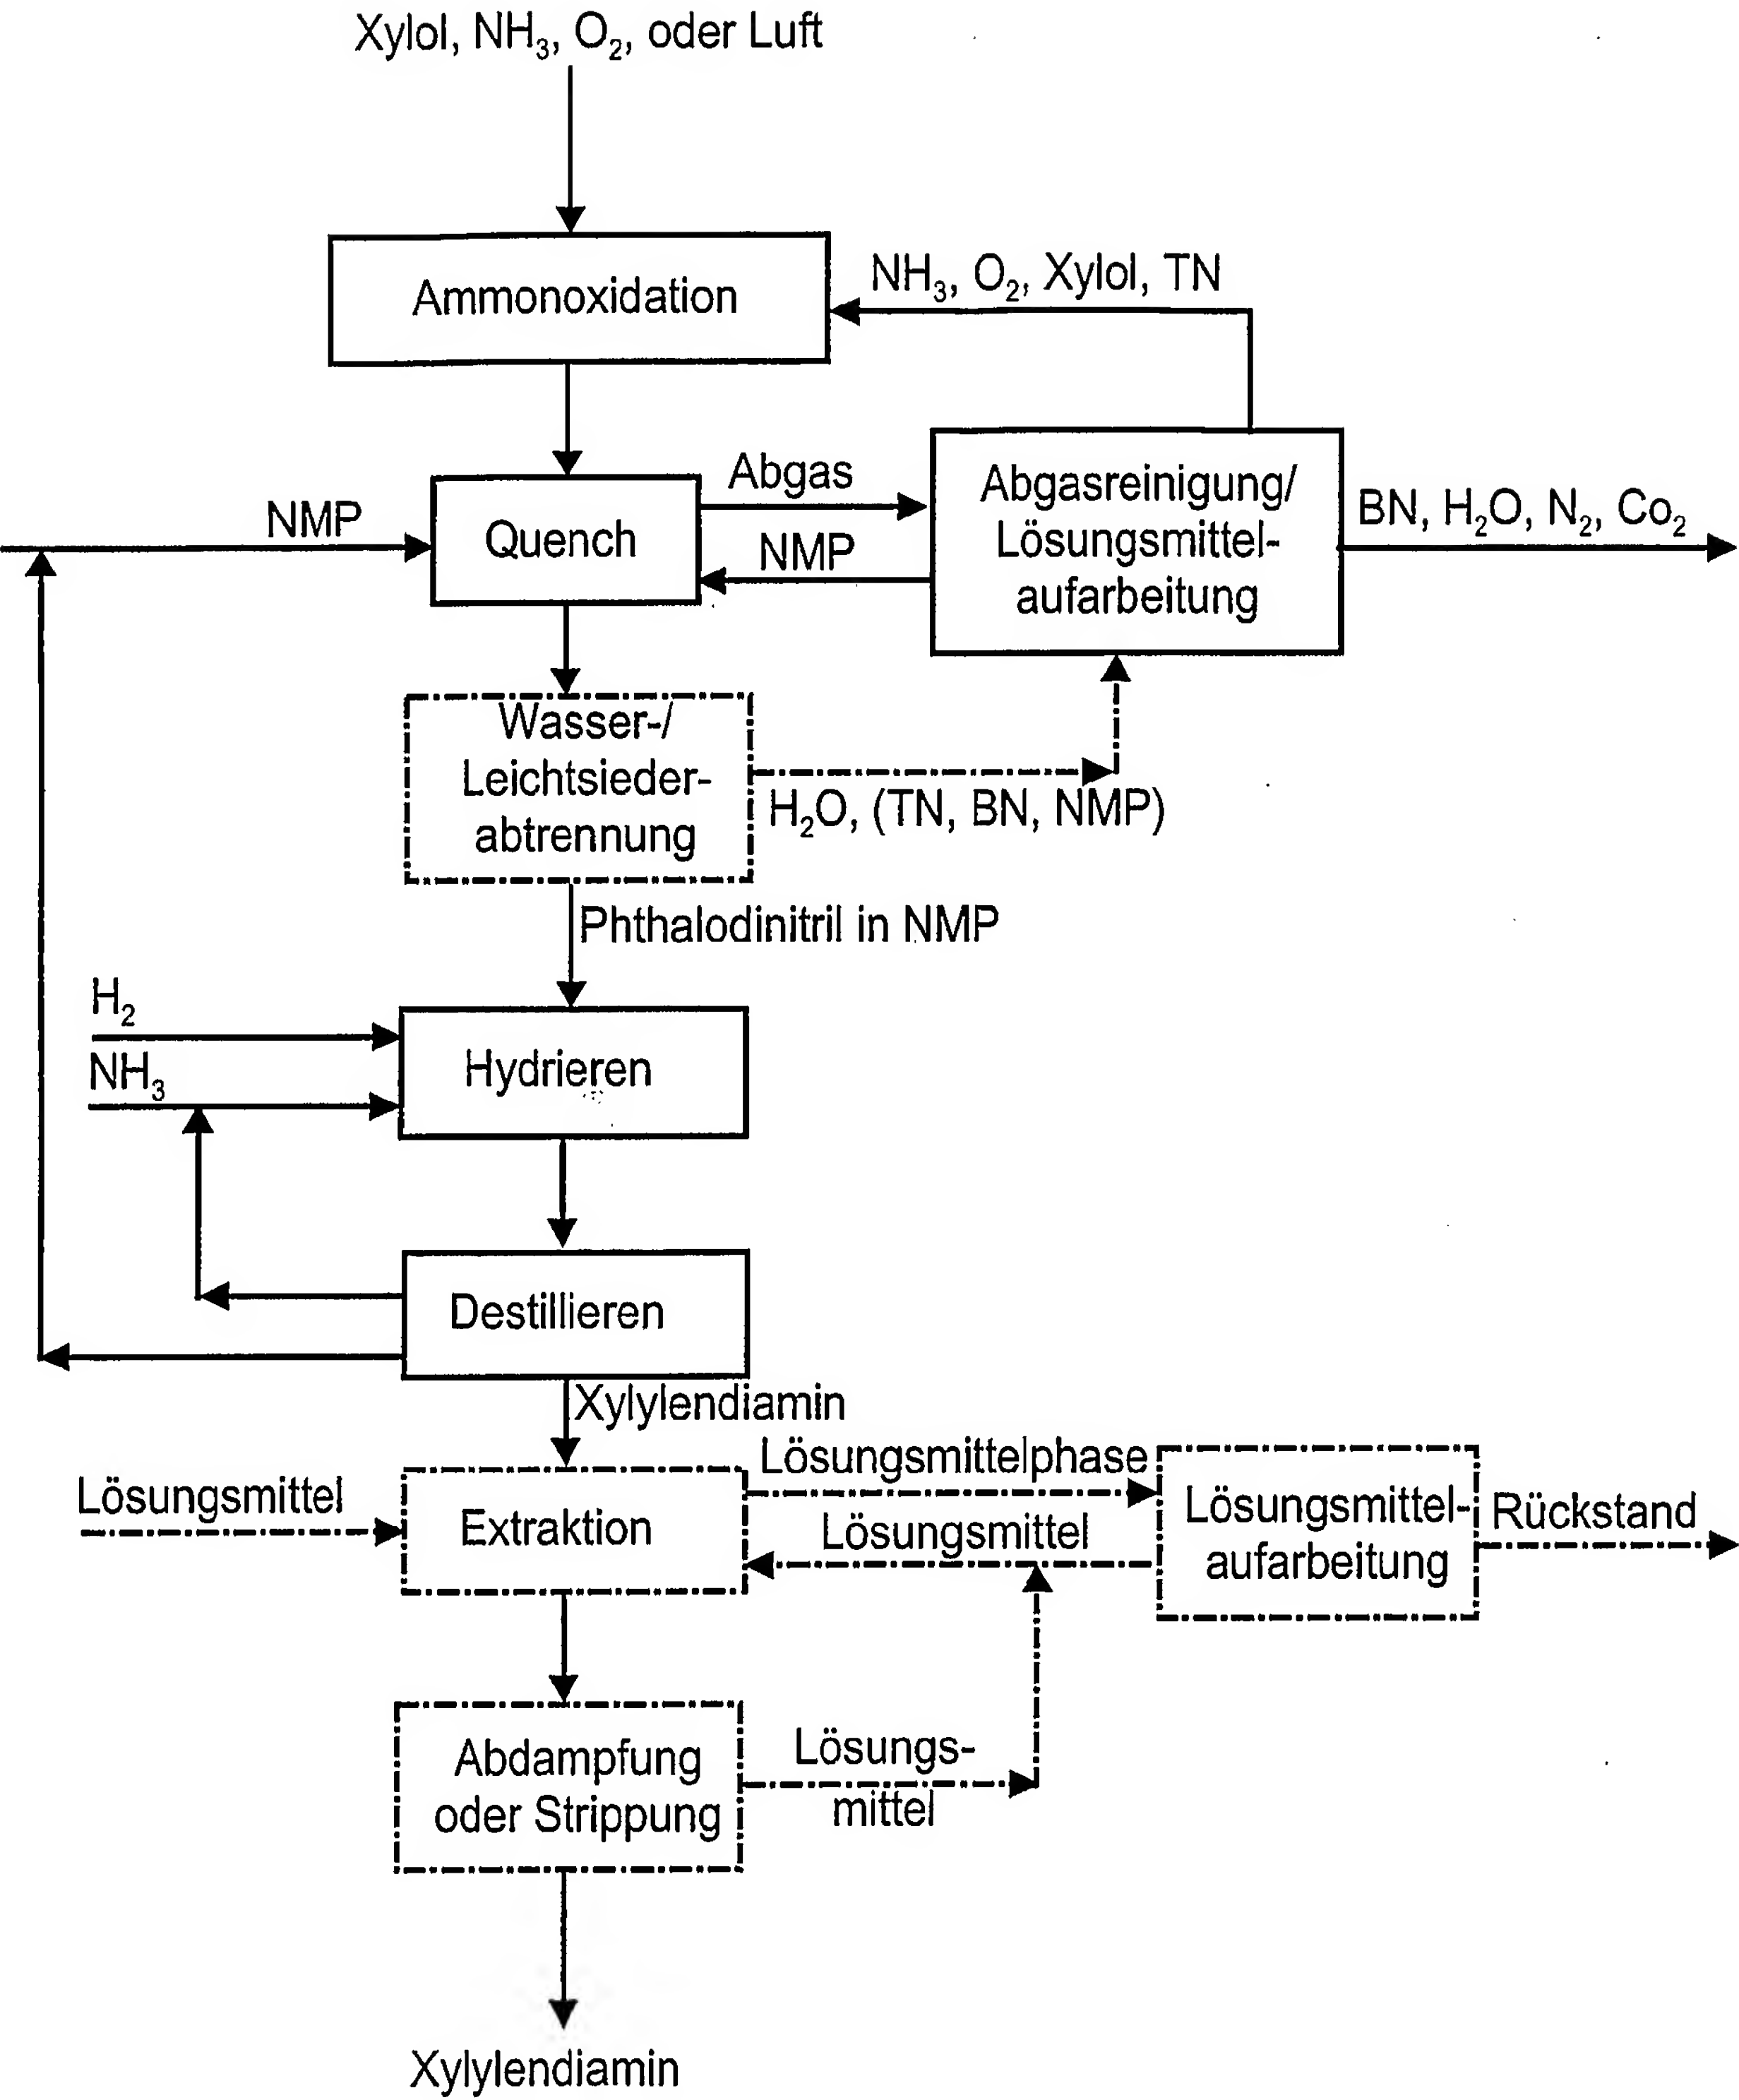 Xylol, NH₃, O₂, oder Luft
Ammonoxidation
NH₃, O₂, Xylol, TN
NMP
Quench
Abgas
NMP
Abgasreinigung/
Lösungsmittel-
aufarbeitung
BN, H₂O, N₂, Co₂
Wasser-/
Leichtsieder-
abtrennung
H₂O, (TN, BN, NMP)
Phthalodinitril in NMP
H₂
NH₃
Hydrieren
Destillieren
Xylylendiamin
Lösungsmittel
Extraktion
Lösungsmittelphase
Lösungsmittel
Lösungsmittel-
aufarbeitung
Rückstand
Abdampfung
oder Strippung
Lösungs-
mittel
Xylylendiamin